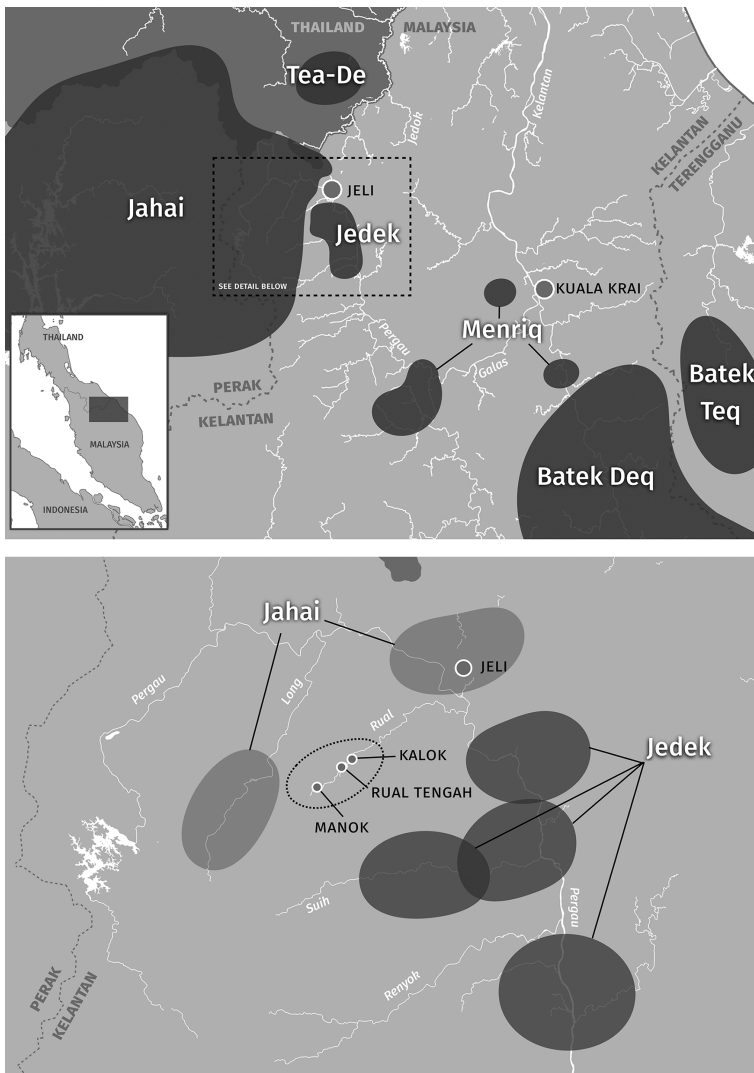 THAILAND
MALAYSIA
Tea-De
Jedok
Kelantan
KELANTAN
TERENGGANU
Jahai
JELI
Jedek
SEE DETAIL BELOW
KUALA KRAI
Menriq
Pergau
Galas
PERAK
KELANTAN
Batek
Teq
Batek Deq
THAILAND
MALAYSIA
INDONESIA
Jahai
JELI
Pergau
Long
Rual
KALOK
RUAL TENGAH
MANOK
Jedek
Suih
Pergau
Renyok
PERAK
KELANTAN